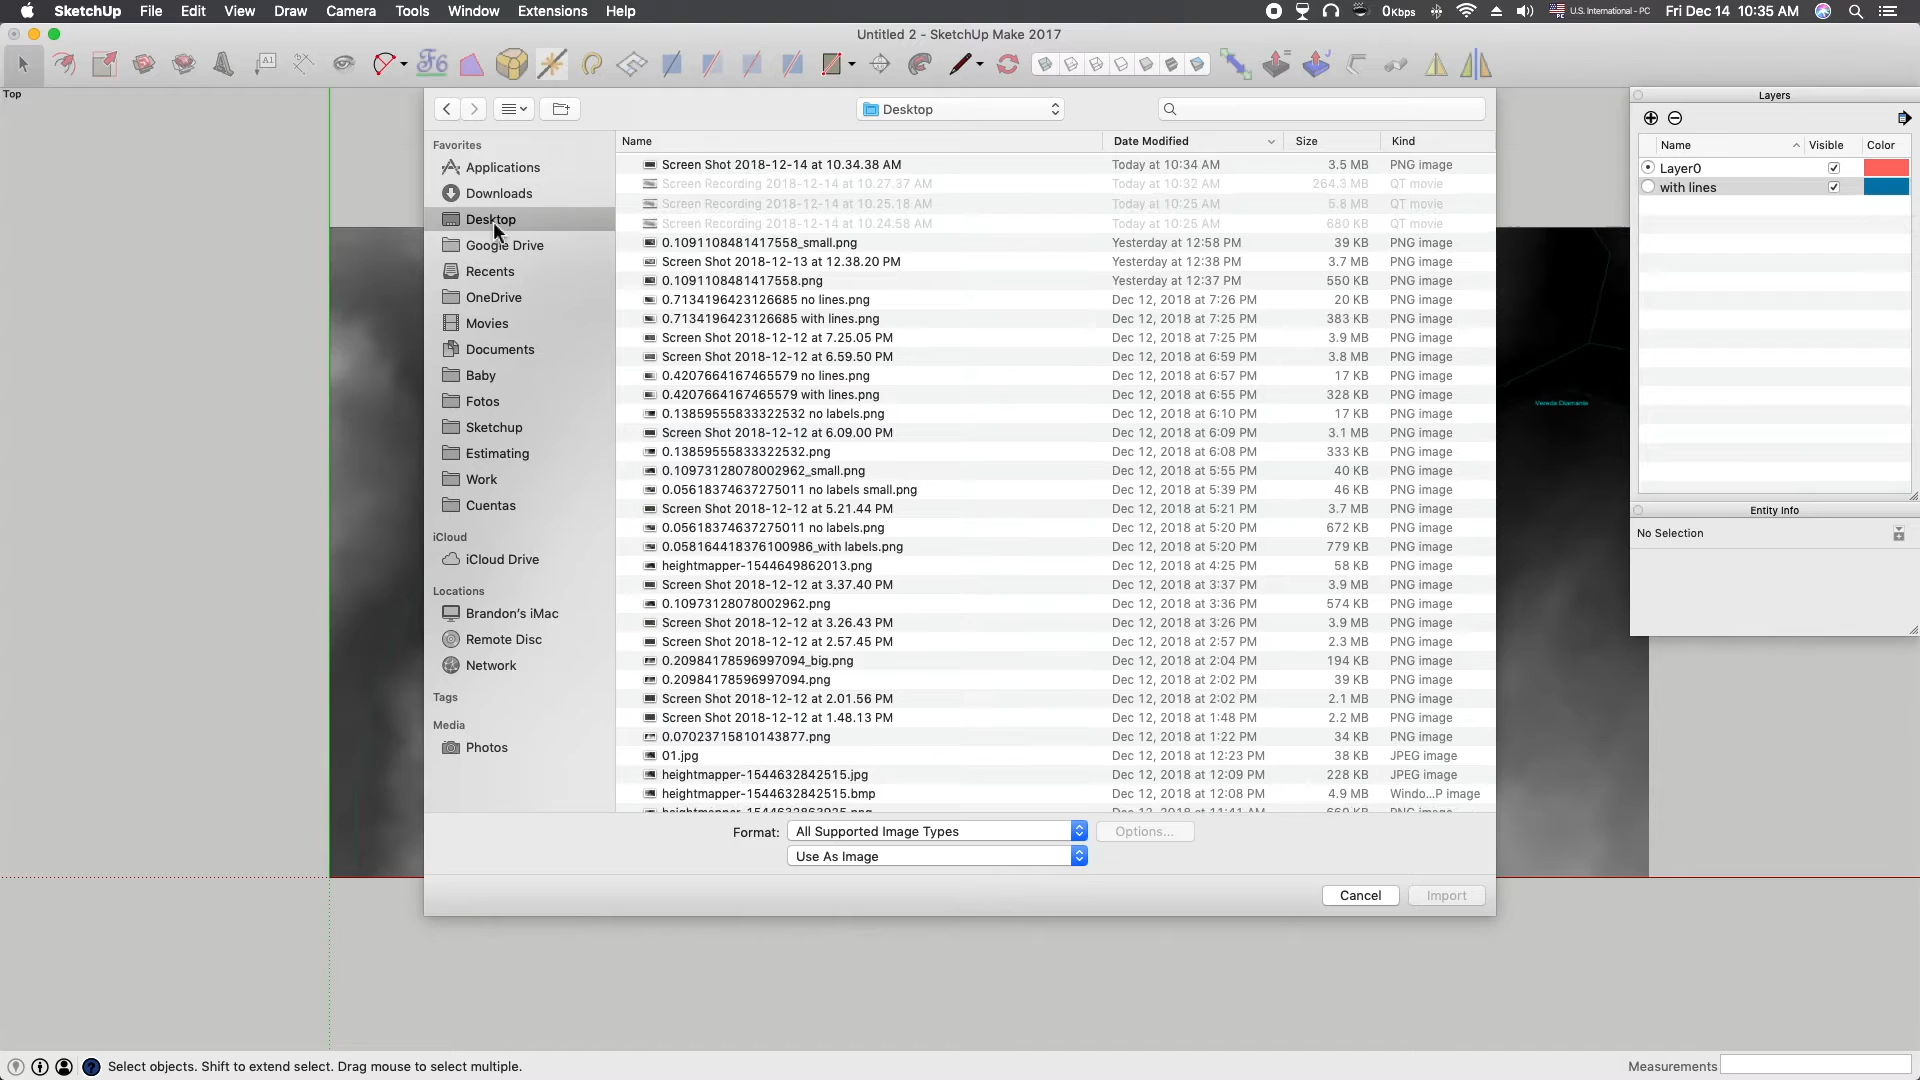 SketchUp File Edit View Draw Camera Tools Window Extensions Help
0Kbps U.S. International - PC Fri Dec 14 10:35 AM
Untitled 2 - SketchUp Make 2017
Top
Desktop
Favorites
Applications
Downloads
Desktop
Google Drive
Recents
OneDrive
Movies
Documents
Baby
Fotos
Sketchup
Estimating
Work
Cuentas
iCloud
iCloud Drive
Locations
Brandon's iMac
Remote Disc
Network
Tags
Media
Photos
Name Date Modified Size Kind
Screen Shot 2018-12-14 at 10.34.38 AM Today at 10:34 AM 3.5 MB PNG image
Screen Recording 2018-12-14 at 10.27.37 AM Today at 10:32 AM 264.3 MB QT movie
Screen Recording 2018-12-14 at 10.25.18 AM Today at 10:25 AM 5.8 MB QT movie
Screen Recording 2018-12-14 at 10.24.58 AM Today at 10:25 AM 680 KB QT movie
0.1091108481417558_small.png Yesterday at 12:58 PM 39 KB PNG image
Screen Shot 2018-12-13 at 12.38.20 PM Yesterday at 12:38 PM 3.7 MB PNG image
0.1091108481417558.png Yesterday at 12:37 PM 550 KB PNG image
0.7134196423126685 no lines.png Dec 12, 2018 at 7:26 PM 20 KB PNG image
0.7134196423126685 with lines.png Dec 12, 2018 at 7:25 PM 383 KB PNG image
Screen Shot 2018-12-12 at 7.25.05 PM Dec 12, 2018 at 7:25 PM 3.9 MB PNG image
Screen Shot 2018-12-12 at 6.59.50 PM Dec 12, 2018 at 6:59 PM 3.8 MB PNG image
0.4207664167465579 no lines.png Dec 12, 2018 at 6:57 PM 17 KB PNG image
0.4207664167465579 with lines.png Dec 12, 2018 at 6:55 PM 328 KB PNG image
0.13859555833322532 no labels.png Dec 12, 2018 at 6:10 PM 17 KB PNG image
Screen Shot 2018-12-12 at 6.09.00 PM Dec 12, 2018 at 6:09 PM 3.1 MB PNG image
0.13859555833322532.png Dec 12, 2018 at 6:08 PM 333 KB PNG image
0.10973128078002962_small.png Dec 12, 2018 at 5:55 PM 40 KB PNG image
0.05618374637275011 no labels small.png Dec 12, 2018 at 5:39 PM 46 KB PNG image
Screen Shot 2018-12-12 at 5.21.44 PM Dec 12, 2018 at 5:21 PM 3.7 MB PNG image
0.05618374637275011 no labels.png Dec 12, 2018 at 5:20 PM 672 KB PNG image
0.058164418376100986_with labels.png Dec 12, 2018 at 5:20 PM 779 KB PNG image
heightmapper-1544649862013.png Dec 12, 2018 at 4:25 PM 58 KB PNG image
Screen Shot 2018-12-12 at 3.37.40 PM Dec 12, 2018 at 3:37 PM 3.9 MB PNG image
0.10973128078002962.png Dec 12, 2018 at 3:36 PM 574 KB PNG image
Screen Shot 2018-12-12 at 3.26.43 PM Dec 12, 2018 at 3:26 PM 3.9 MB PNG image
Screen Shot 2018-12-12 at 2.57.45 PM Dec 12, 2018 at 2:57 PM 2.3 MB PNG image
0.20984178596997094_big.png Dec 12, 2018 at 2:04 PM 194 KB PNG image
0.20984178596997094.png Dec 12, 2018 at 2:02 PM 39 KB PNG image
Screen Shot 2018-12-12 at 2.01.56 PM Dec 12, 2018 at 2:02 PM 2.1 MB PNG image
Screen Shot 2018-12-12 at 1.48.13 PM Dec 12, 2018 at 1:48 PM 2.2 MB PNG image
0.07023715810143877.png Dec 12, 2018 at 1:22 PM 34 KB PNG image
01.jpg Dec 12, 2018 at 12:23 PM 38 KB JPEG image
heightmapper-1544632842515.jpg Dec 12, 2018 at 12:09 PM 228 KB JPEG image
heightmapper-1544632842515.bmp Dec 12, 2018 at 12:08 PM 4.9 MB Windo...P image
Format: All Supported Image Types Options...
Use As Image
Cancel Import
Layers
Name Visible Color
Layer0
with lines
Entity Info
No Selection
Vereda Diamante
Select objects. Shift to extend select. Drag mouse to select multiple.
Measurements